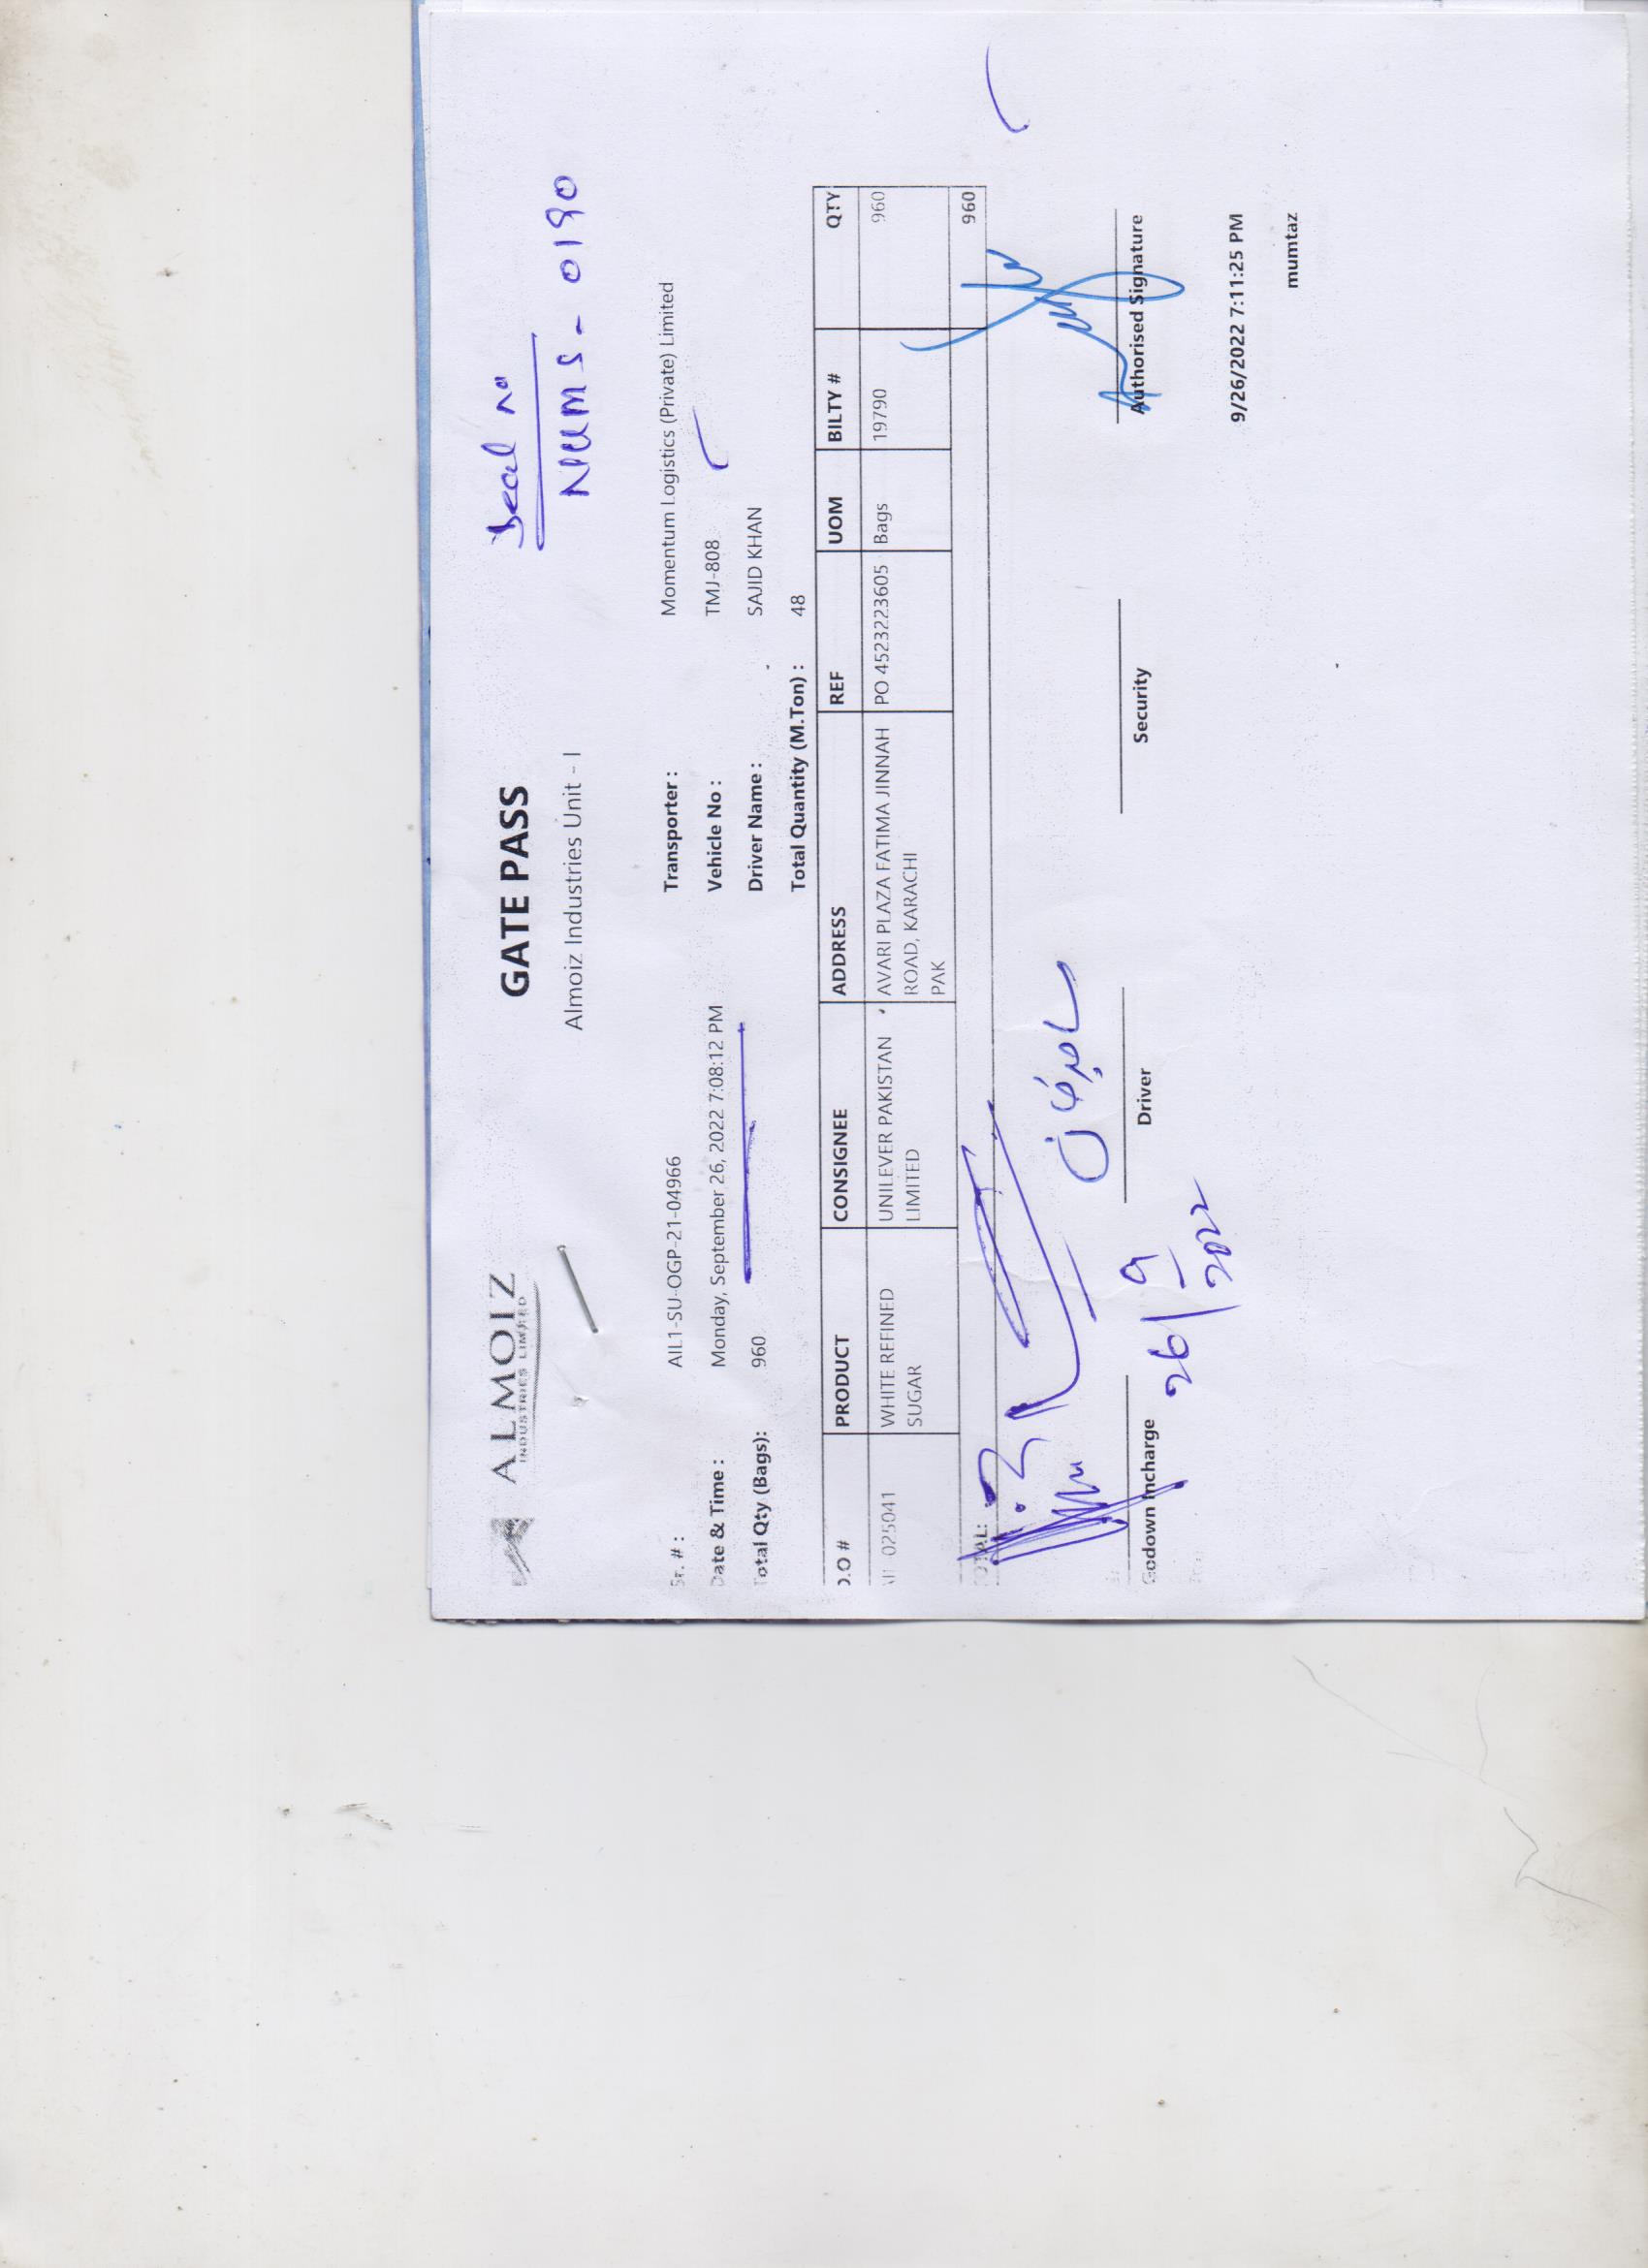 ALMOIZ
INDUSTRIES LIMITED
GATE PASS
Almoiz Industries Unit - I
NUMS - 0190
Sr. # : AIL1-SU-OGP-21-04966 Transporter : Momentum Logistics (Private) Limited
Date & Time : Monday, September 26, 2022 7:08:12 PM Vehicle No : TMJ-808
Total Qty (Bags): 960 Driver Name : SAJID KHAN
Total Quantity (M.Ton) : 48
D.O # PRODUCT CONSIGNEE ADDRESS REF UOM BILTY # QTY
025041 WHITE REFINED UNILEVER PAKISTAN AVARI PLAZA FATIMA JINNAH PO 4523223605 Bags 19790 960
SUGAR LIMITED ROAD, KARACHI
PAK
TOTAL: 960
ساجد خان
Godown Incharge Driver Security Authorised Signature
26/9
2022
9/26/2022 7:11:25 PM
mumtaz